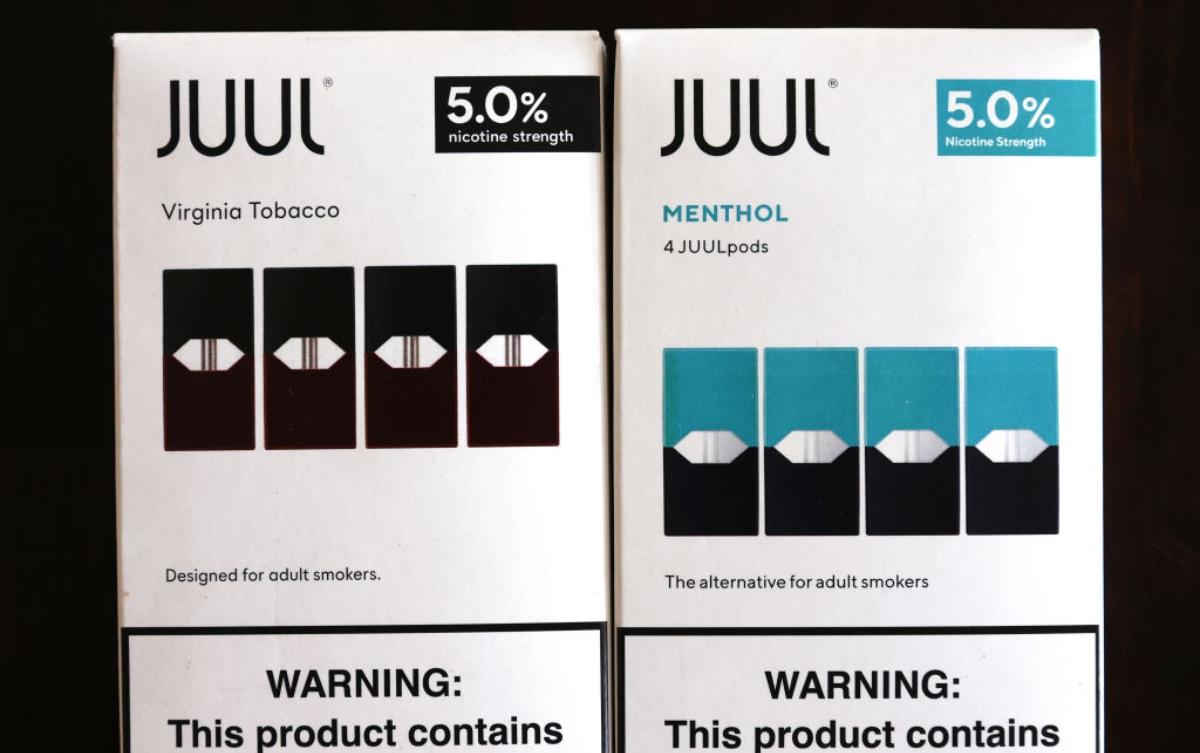 JUUL®
5.0%
nicotine strength
Virginia Tobacco
Designed for adult smokers.
WARNING:
This product contains
JUUL®
5.0%
Nicotine Strength
MENTHOL
4 JUULpods
The alternative for adult smokers
WARNING:
This product contains